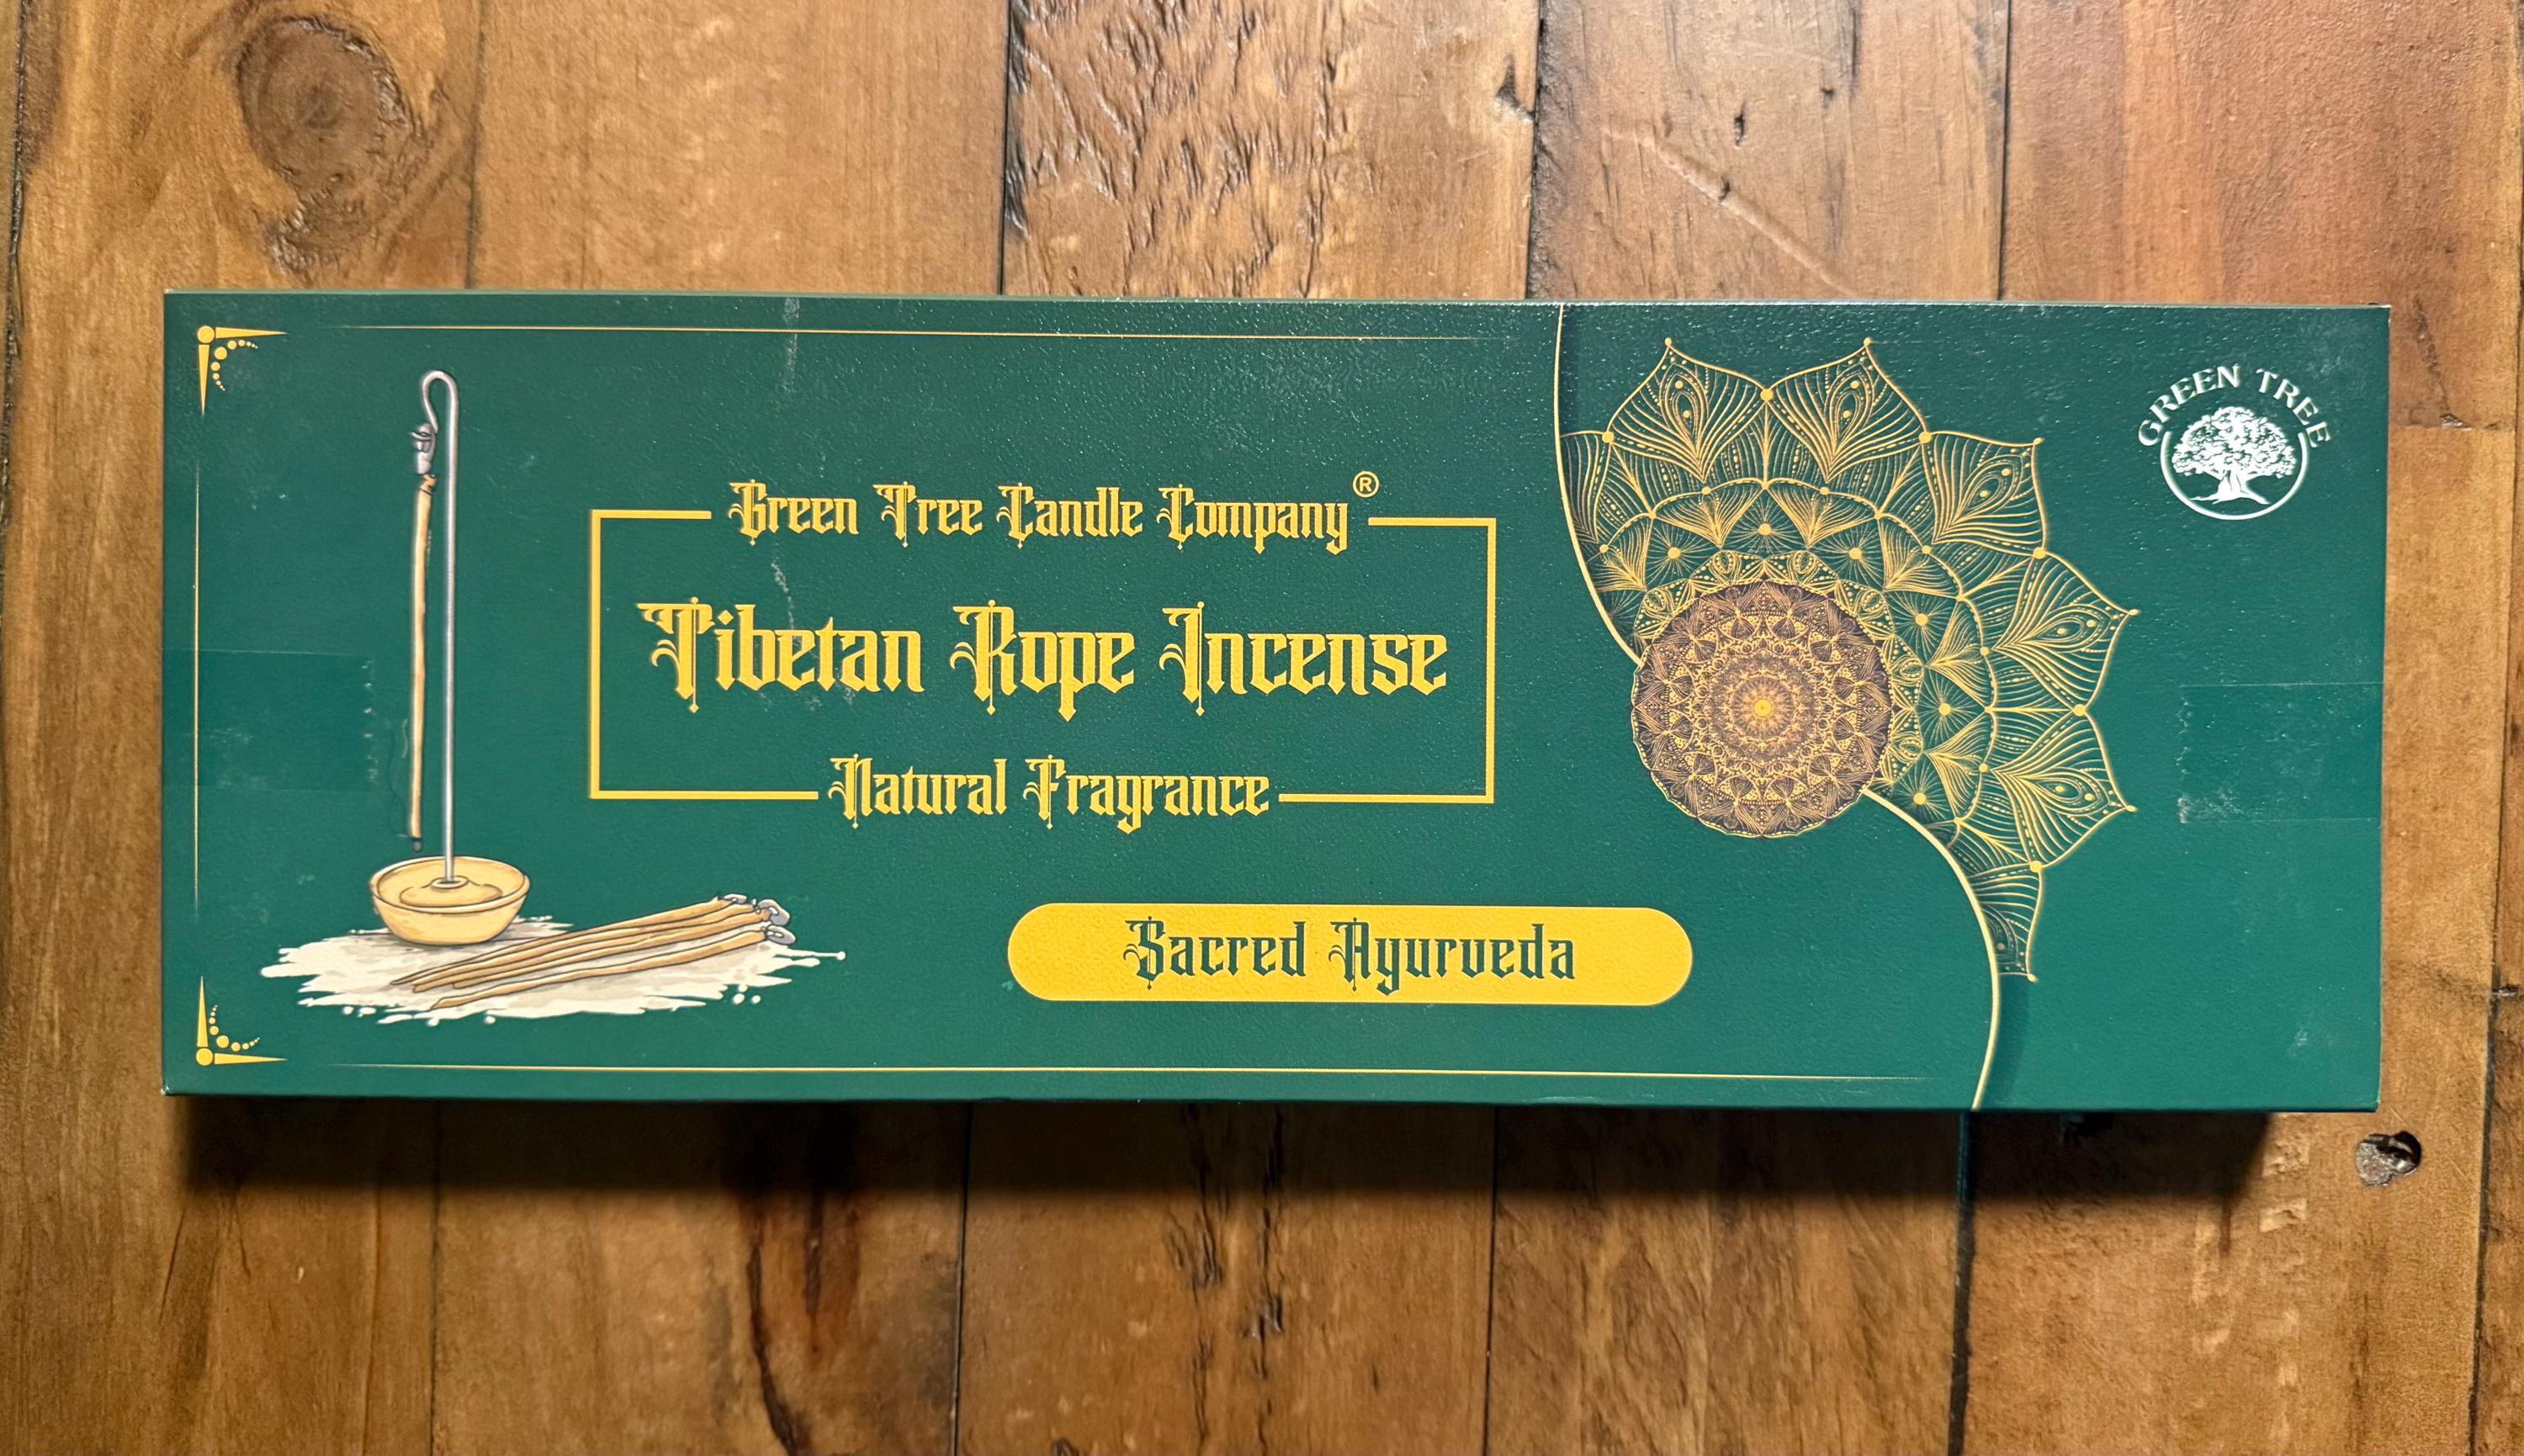 Green Tree Candle Company®
Tibetan Rope Incense
Natural Fragrance
Sacred Ayurveda
GREEN TREE